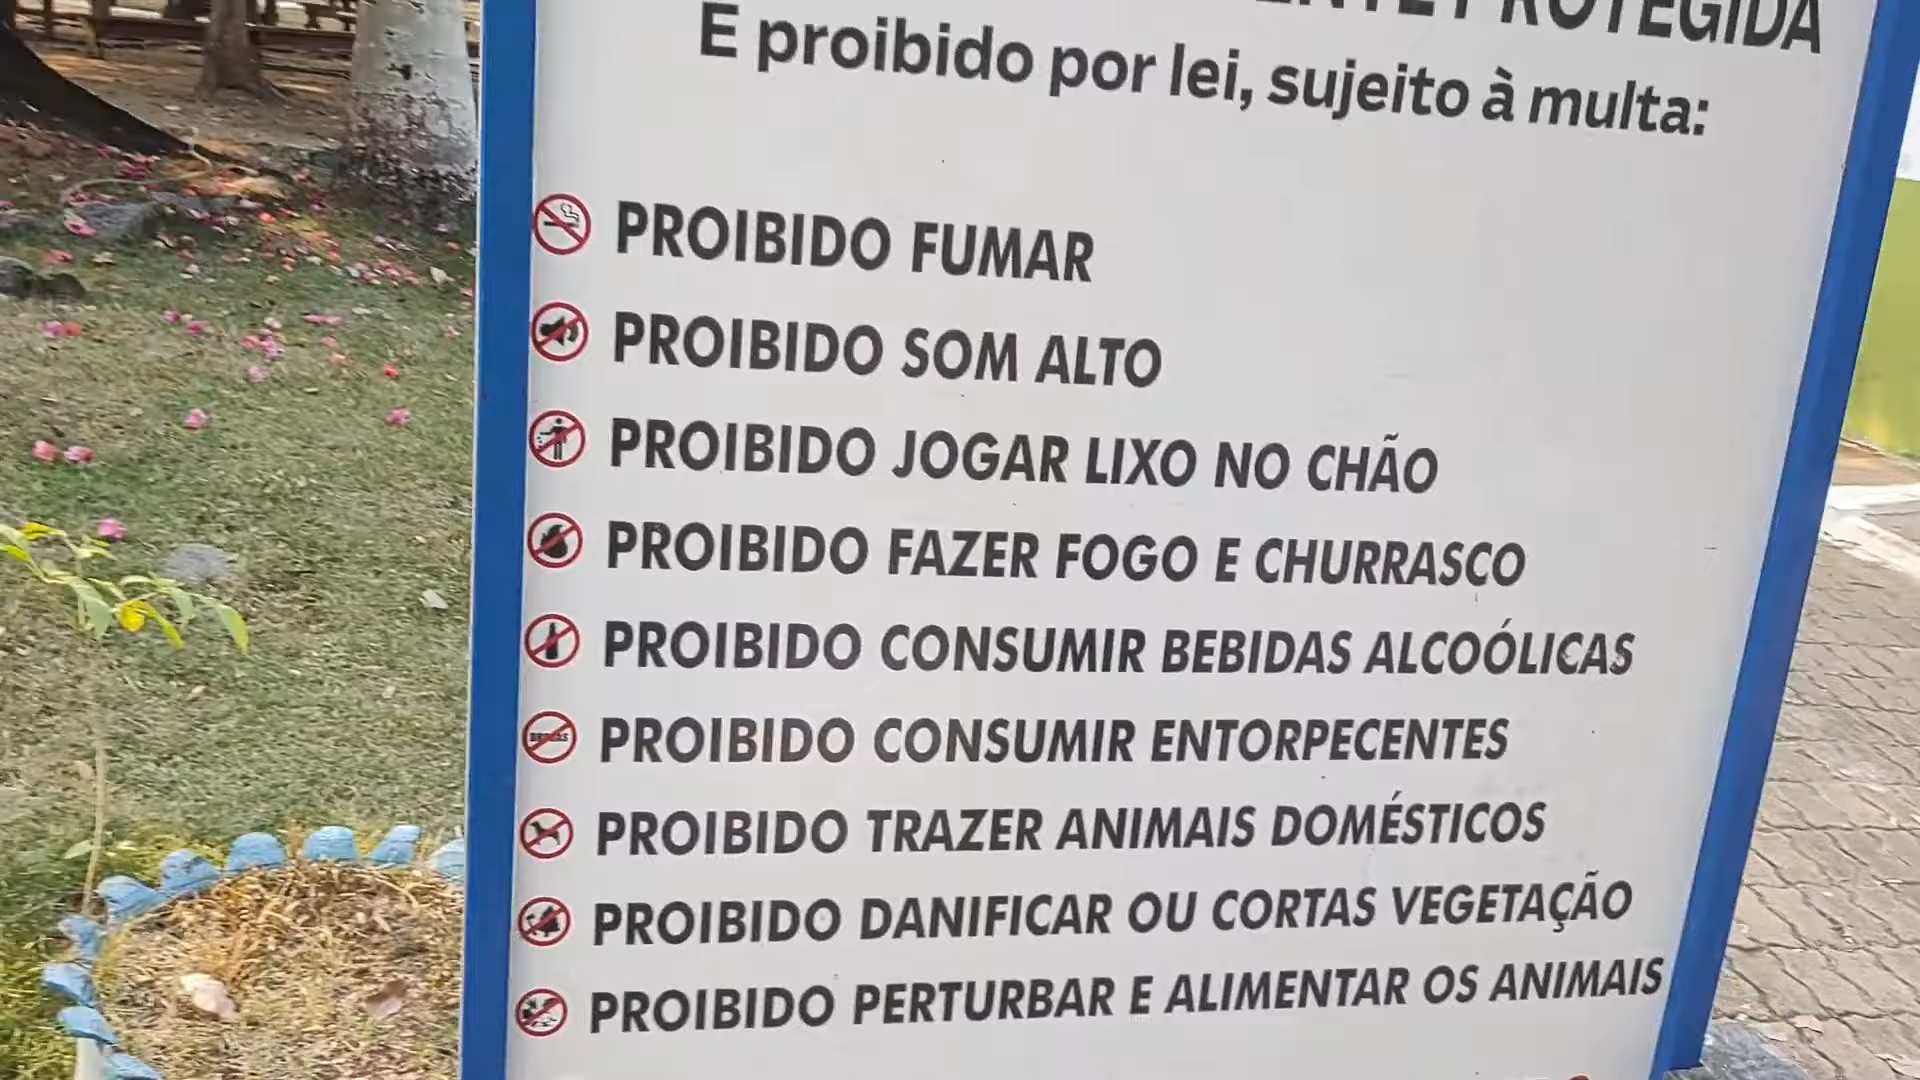 PROTEGIDA
É proibido por lei, sujeito à multa:
PROIBIDO FUMAR
PROIBIDO SOM ALTO
PROIBIDO JOGAR LIXO NO CHÃO
PROIBIDO FAZER FOGO E CHURRASCO
PROIBIDO CONSUMIR BEBIDAS ALCOÓLICAS
PROIBIDO CONSUMIR ENTORPECENTES
PROIBIDO TRAZER ANIMAIS DOMÉSTICOS
PROIBIDO DANIFICAR OU CORTAS VEGETAÇÃO
PROIBIDO PERTURBAR E ALIMENTAR OS ANIMAIS